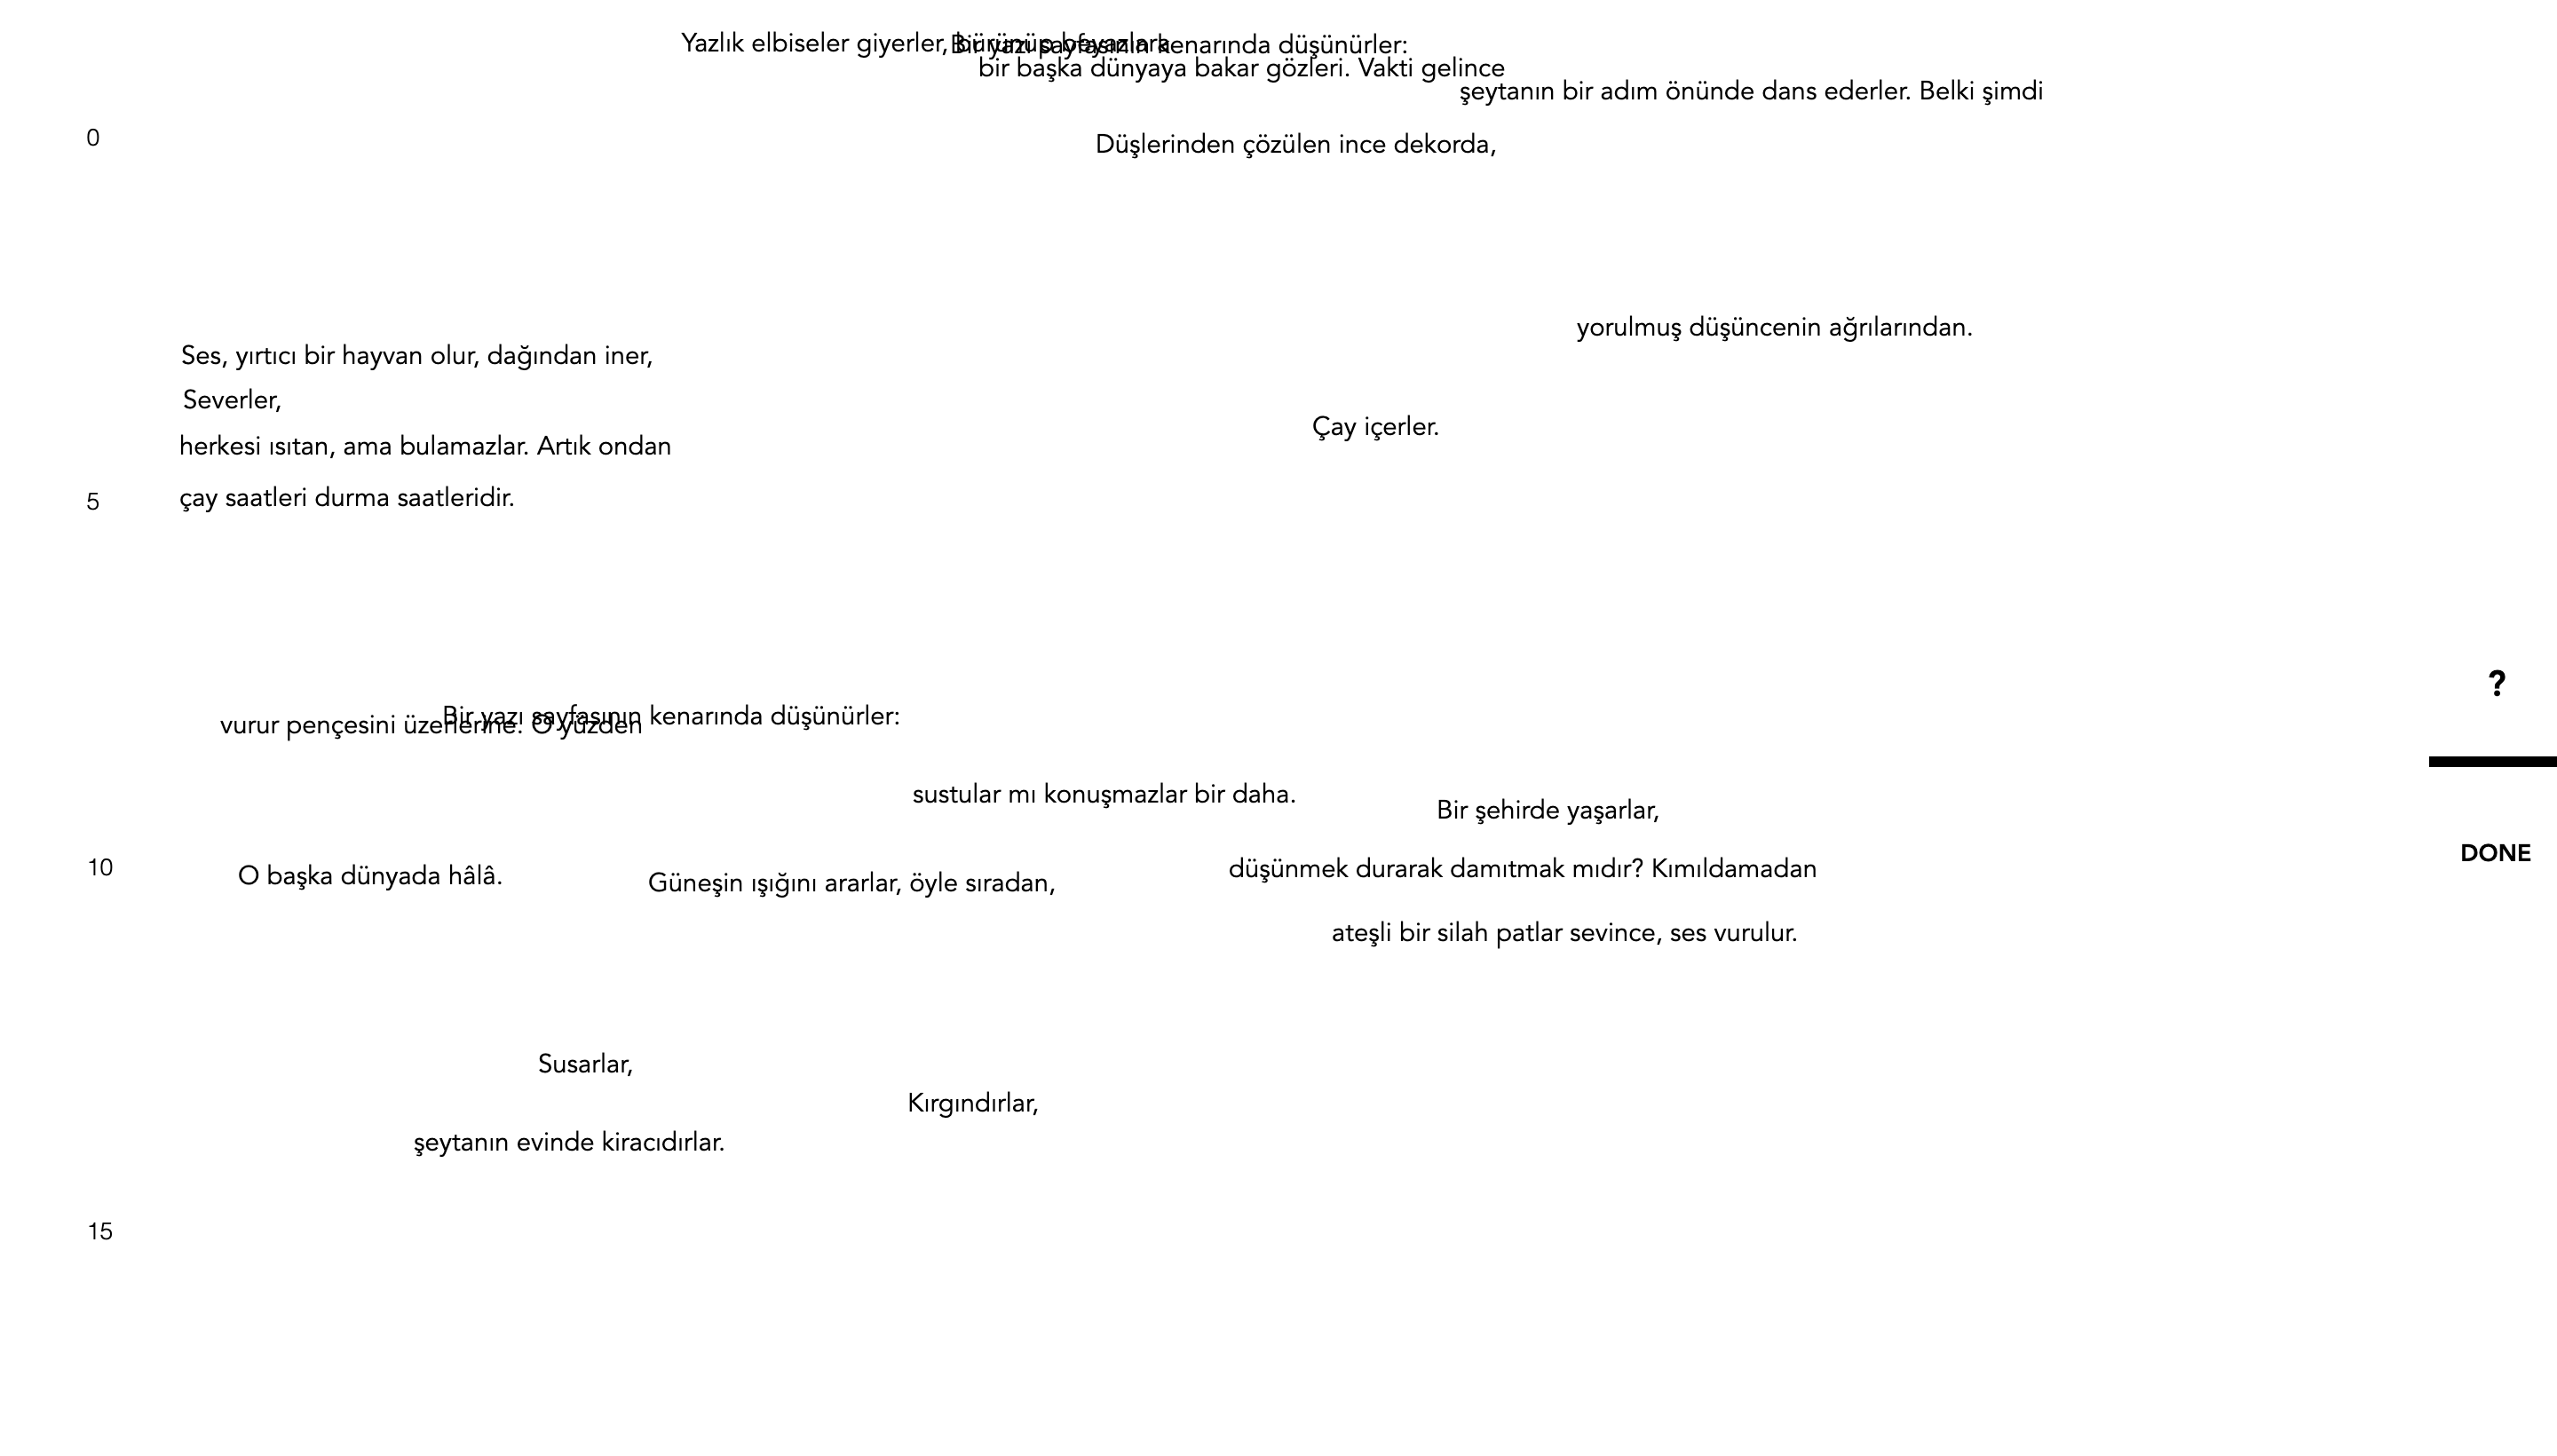 Yazlık elbiseler giyerler, bürünüp beyazlara
Bir yazı sayfasının kenarında düşünürler:
bir başka dünyaya bakar gözleri. Vakti gelince
şeytanın bir adım önünde dans ederler. Belki şimdi
0
Düşlerinden çözülen ince dekorda,
yorulmuş düşüncenin ağrılarından.
Ses, yırtıcı bir hayvan olur, dağından iner,
Severler,
Çay içerler.
herkesi ısıtan, ama bulamazlar. Artık ondan
çay saatleri durma saatleridir.
5
?
Bir yazı sayfasının kenarında düşünürler:
vurur pençesini üzerlerine. O yüzden
sustular mı konuşmazlar bir daha.
Bir şehirde yaşarlar,
DONE
10
O başka dünyada hâlâ.
Güneşin ışığını ararlar, öyle sıradan,
düşünmek durarak damıtmak mıdır? Kımıldamadan
ateşli bir silah patlar sevince, ses vurulur.
Susarlar,
Kırgındırlar,
şeytanın evinde kiracıdırlar.
15